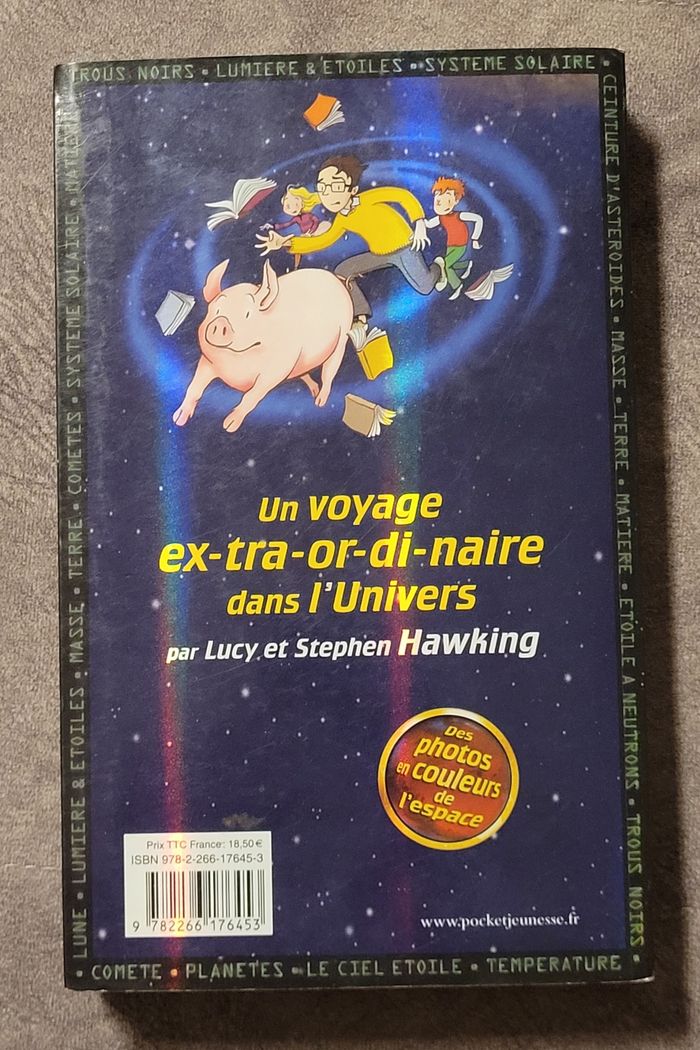 TROUS NOIRS • LUMIERE & ETOILES • SYSTEME SOLAIRE •
CEINTURE D'ASTEROIDES • MASSE • TERRE • MATIERE • ETOILE A NEUTRONS • TROUS NOIRS •
LUNE • LUMIERE & ETOILES • MASSE • TERRE • COMETES • SYSTEME SOLAIRE •
Un voyage
ex-tra-or-di-naire
dans l'Univers
par Lucy et Stephen Hawking
Des
photos
en couleurs
de
l'espace
Prix TTC France: 18,50 €
ISBN 978-2-266-17645-3
9 782266 176453
www.pocketjeunesse.fr
• COMETE • PLANETES • LE CIEL ETOILE • TEMPERATURE •